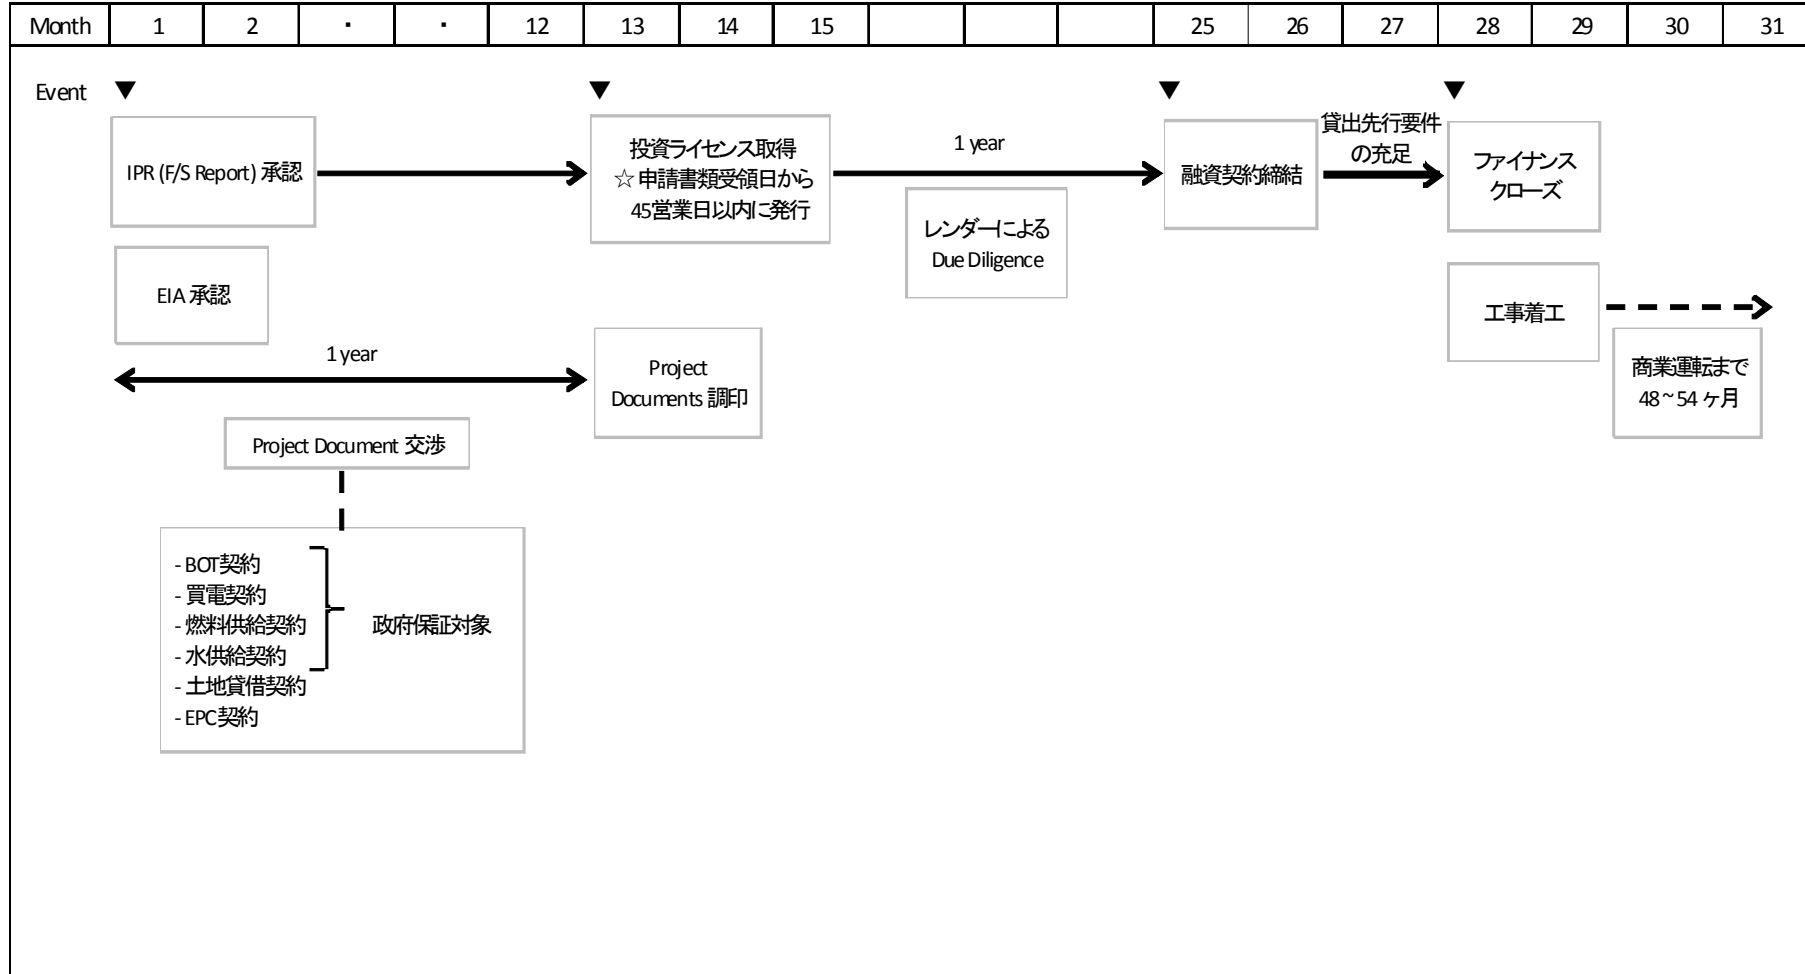 Month 1 2 ・ ・ 12 13 14 15 25 26 27 28 29 30 31
Event ▼ ▼ ▼ ▼
IPR (F/S Report) 承認
投資ライセンス取得
☆ 申請書類受領日から
45営業日以内に発行
1 year
レンダーによる
Due Diligence
融資契約締結
貸出先行要件
の充足
ファイナンス
クローズ
EIA 承認
工事着工
商業運転まで
48~54 ヶ月
1 year
Project
Documents 調印
Project Document 交渉
- BOT契約
- 買電契約
- 燃料供給契約
- 水供給契約
- 土地貸借契約
- EPC契約
政府保証対象